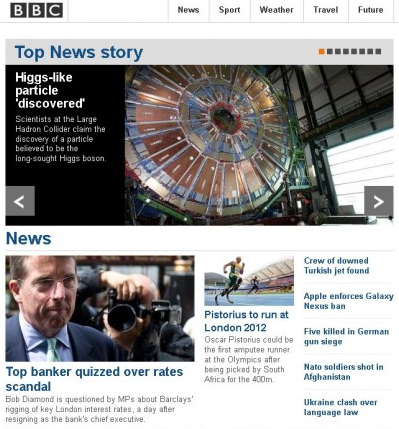 BBC
News
Sport
Weather
Travel
Future
Top News story
Higgs-like
particle
'discovered'
Scientists at the Large
Hadron Collider claim the
discovery of a particle
believed to be the
long-sought Higgs boson.
<
>
News
Top banker quizzed over rates
scandal
Bob Diamond is questioned by MPs about Barclays'
rigging of key London interest rates, a day after
resigning as the bank's chief executive.
Pistorius to run at
London 2012
Oscar Pistorius could be
the first amputee runner
at the Olympics after
being picked by South
Africa for the 400m.
Crew of downed
Turkish jet found
Apple enforces Galaxy
Nexus ban
Five killed in German
gun siege
Nato soldiers shot in
Afghanistan
Ukraine clash over
language law